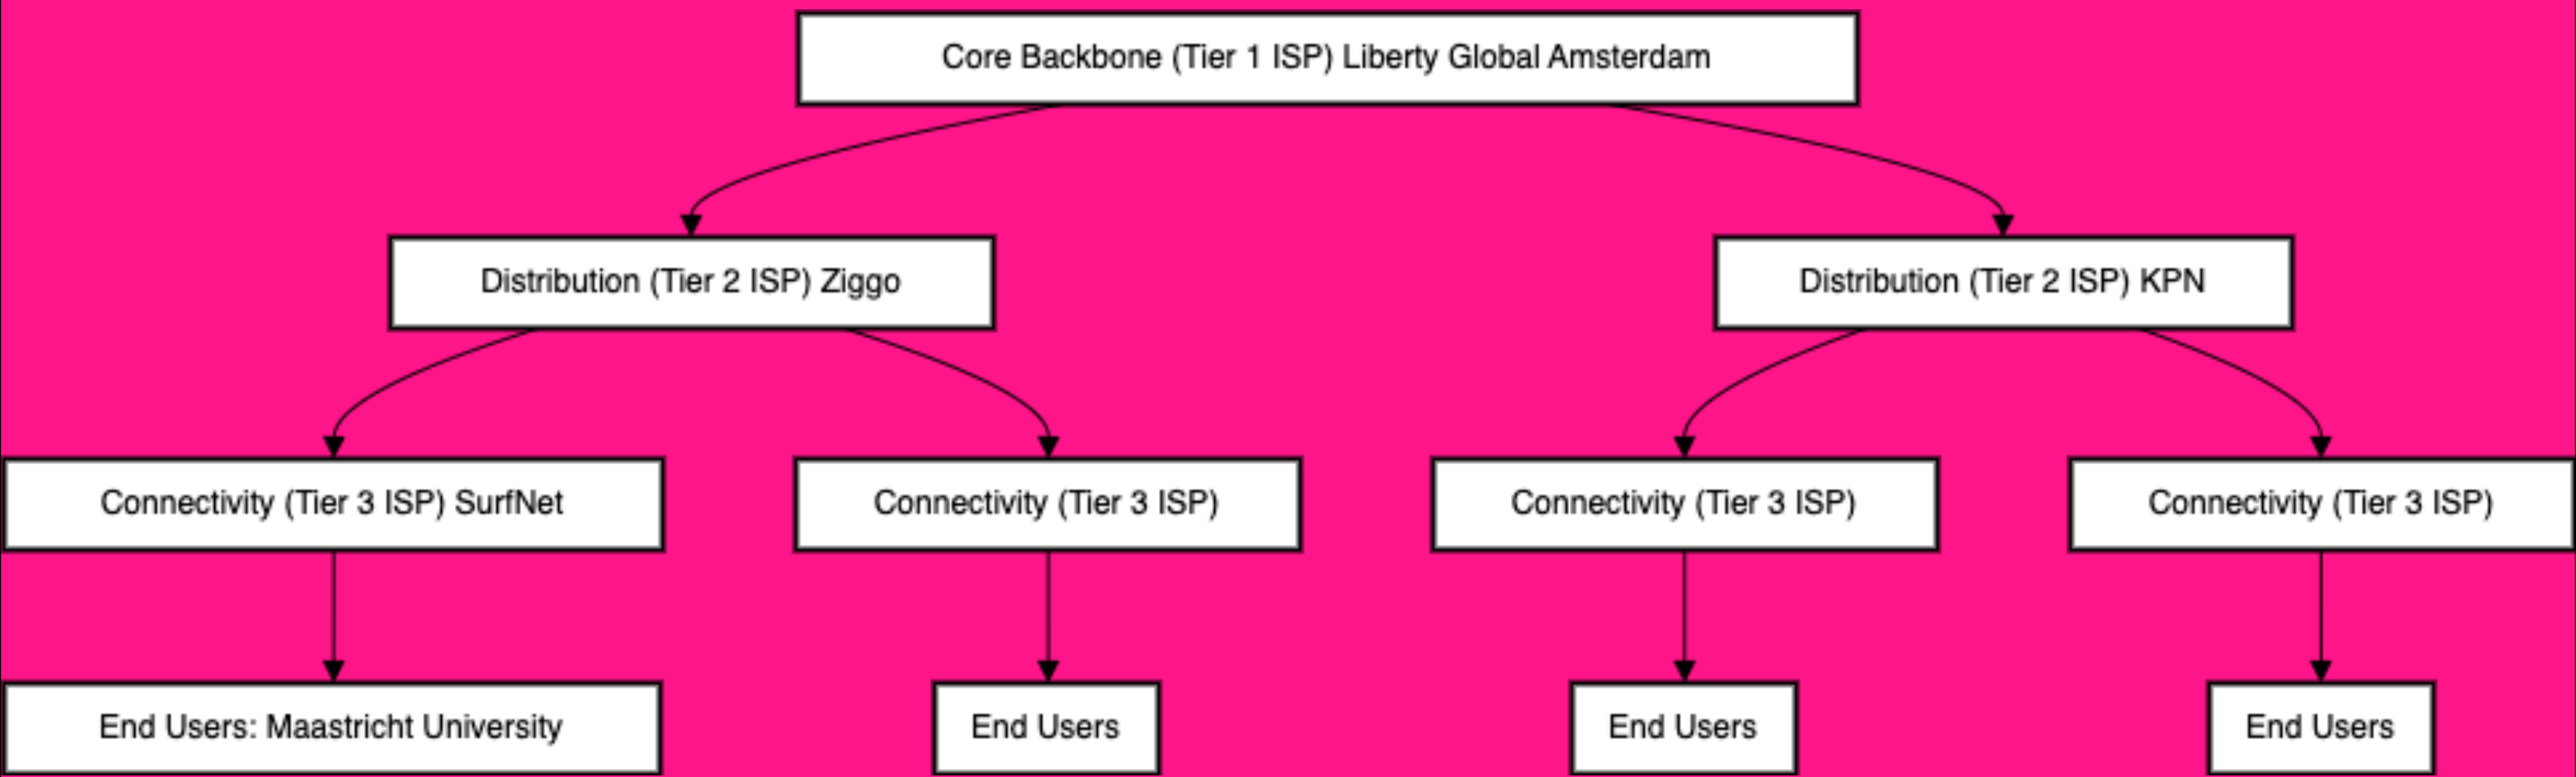 Core Backbone (Tier 1 ISP) Liberty Global Amsterdam
Distribution (Tier 2 ISP) Ziggo
Distribution (Tier 2 ISP) KPN
Connectivity (Tier 3 ISP) SurfNet
Connectivity (Tier 3 ISP)
Connectivity (Tier 3 ISP)
Connectivity (Tier 3 ISP)
End Users: Maastricht University
End Users
End Users
End Users